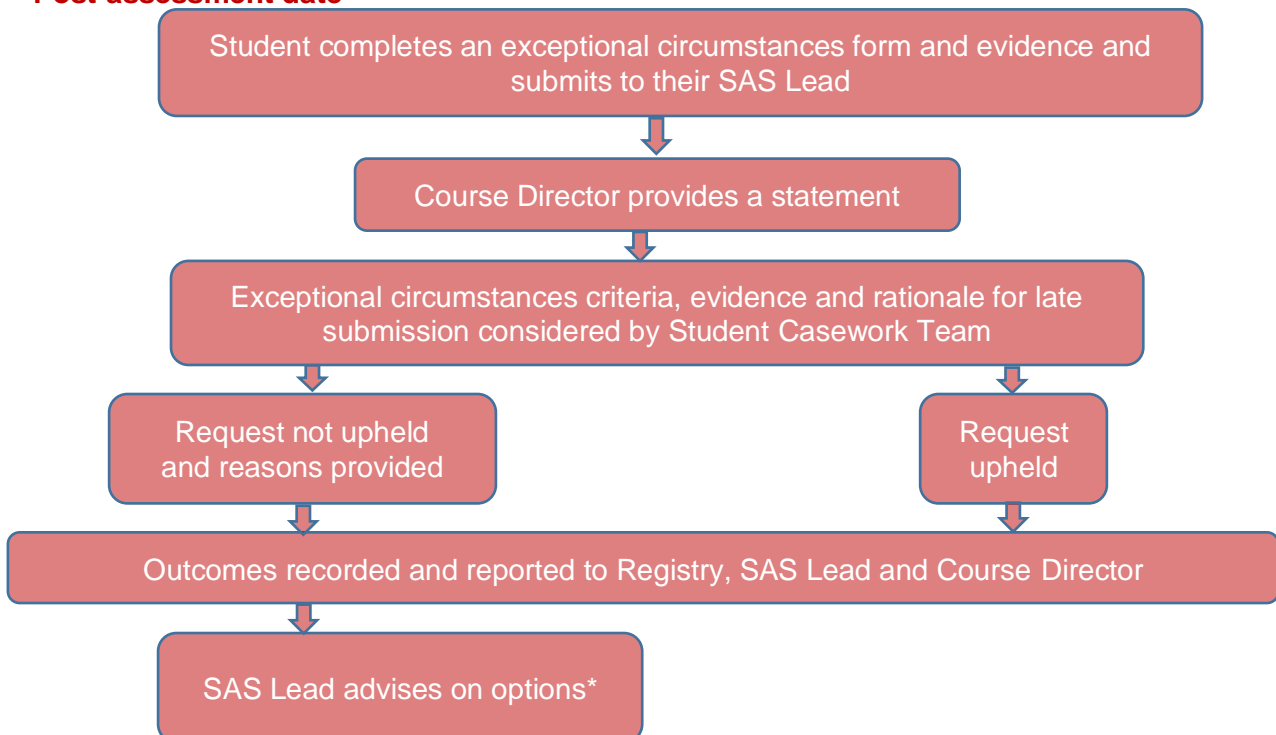 Post-assessment date
Student completes an exceptional circumstances form and evidence and
submits to their SAS Lead
Course Director provides a statement
Exceptional circumstances criteria, evidence and rationale for late
submission considered by Student Casework Team
Request not upheld
and reasons provided
Request
upheld
Outcomes recorded and reported to Registry, SAS Lead and Course Director
SAS Lead advises on options*